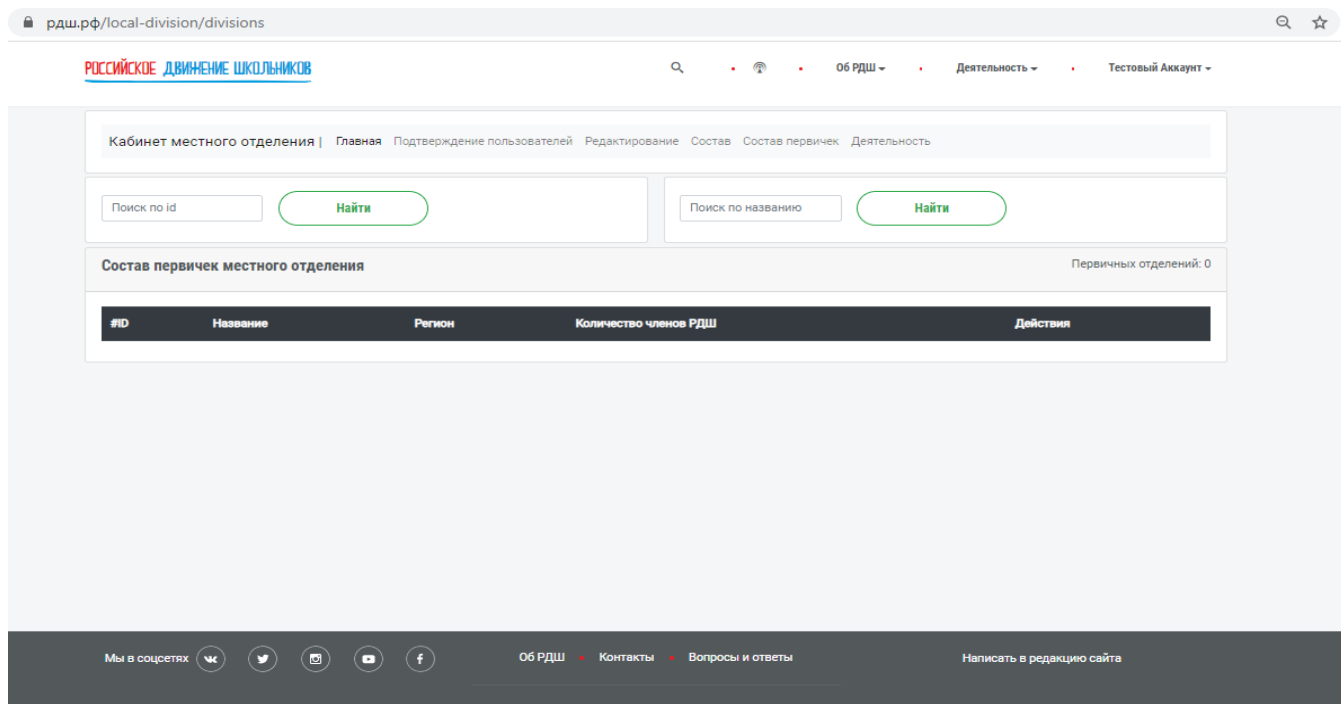 рдш.рф/local-division/divisions
РОССИЙСКОЕ ДВИЖЕНИЕ ШКОЛЬНИКОВ
Об РДШ
Деятельность
Тестовый Аккаунт
Кабинет местного отделения | Главная Подтверждение пользователей Редактирование Состав Состав первичек Деятельность
Поиск по id Найти Поиск по названию Найти
Состав первичек местного отделения Первичных отделений: 0
#ID Название Регион Количество членов РДШ Действия
Мы в соцсетях Об РДШ Контакты Вопросы и ответы Написать в редакцию сайта